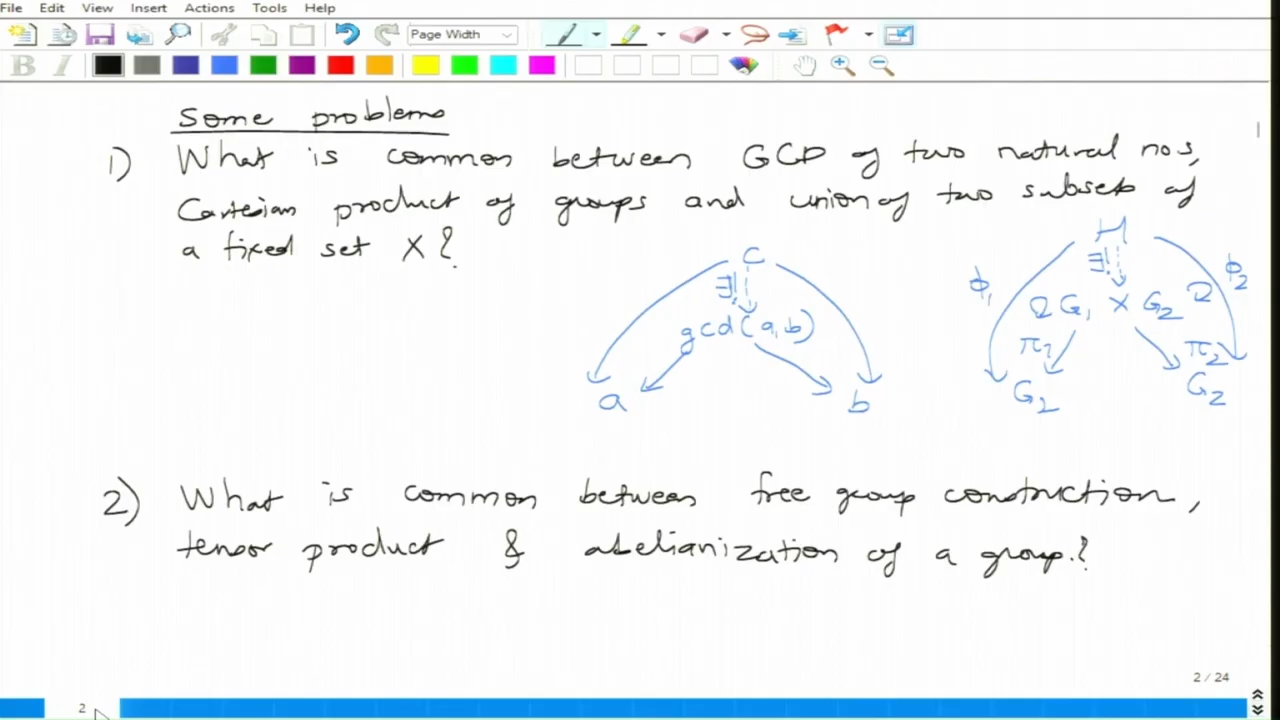 File Edit View Insert Actions Tools Help
Page Width
B I
Some problems
1) What is common between GCD of two natural nos,
Cartesian product of groups and union of two subsets of
a fixed set X?
C
∃!
gcd(a,b)
a b
H
ϕ1 ∃! ϕ2
G1 × G2
π1 π2
G2 G2
2) What is common between free group construction,
tensor product & abelianization of a group.?
2 / 24
2